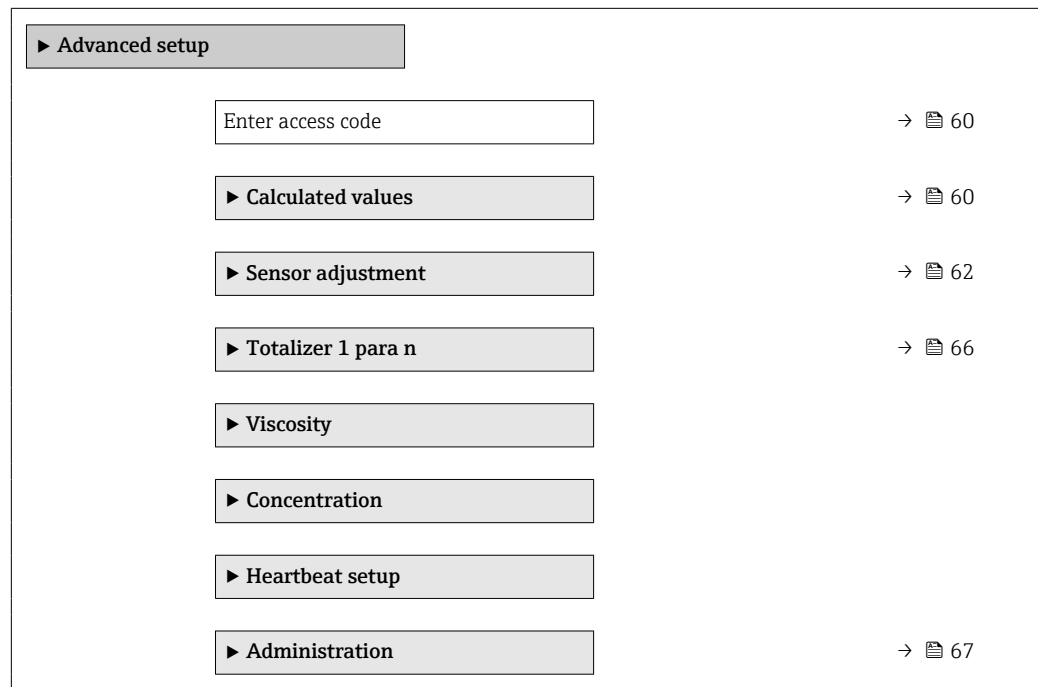 ▶ Advanced setup
Enter access code → 🖺 60
▶ Calculated values → 🖺 60
▶ Sensor adjustment → 🖺 62
▶ Totalizer 1 para n → 🖺 66
▶ Viscosity
▶ Concentration
▶ Heartbeat setup
▶ Administration → 🖺 67